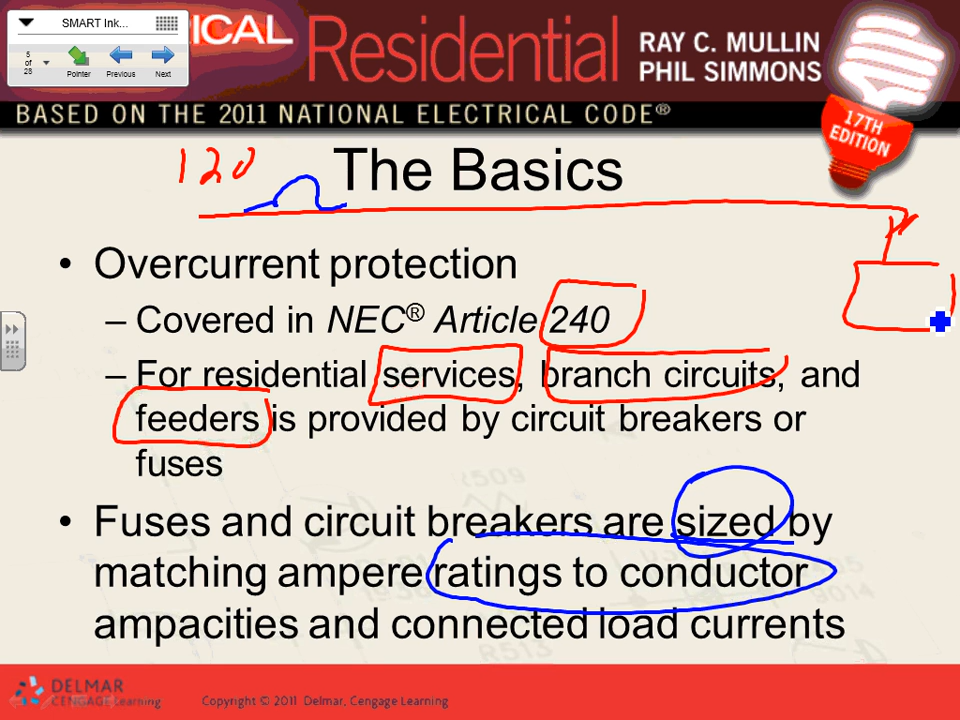 SMART Ink...
5
of
28
Pointer Previous Next
RICAL Residential RAY C. MULLIN
PHIL SIMMONS
BASED ON THE 2011 NATIONAL ELECTRICAL CODE®
17TH
EDITION
120
The Basics
• Overcurrent protection
– Covered in NEC® Article 240
– For residential services, branch circuits, and
feeders is provided by circuit breakers or
fuses
• Fuses and circuit breakers are sized by
matching ampere ratings to conductor
ampacities and connected load currents
DELMAR
CENGAGE Learning
Copyright © 2011 Delmar, Cengage Learning